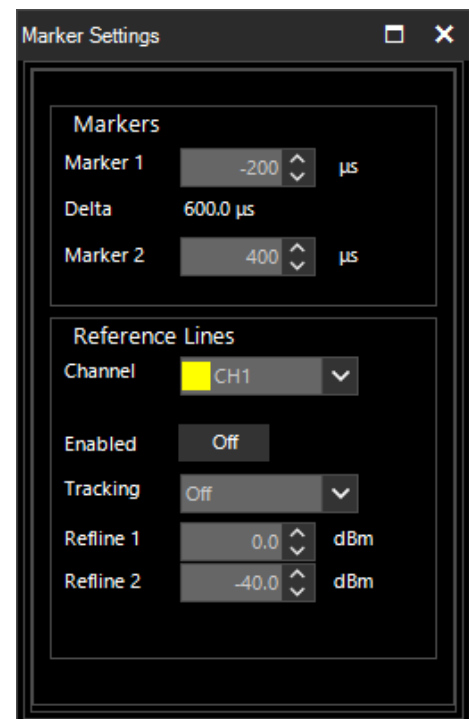 Marker Settings
Markers
Marker 1 -200 µs
Delta 600.0 µs
Marker 2 400 µs
Reference Lines
Channel CH1
Enabled Off
Tracking Off
Refline 1 0.0 dBm
Refline 2 -40.0 dBm